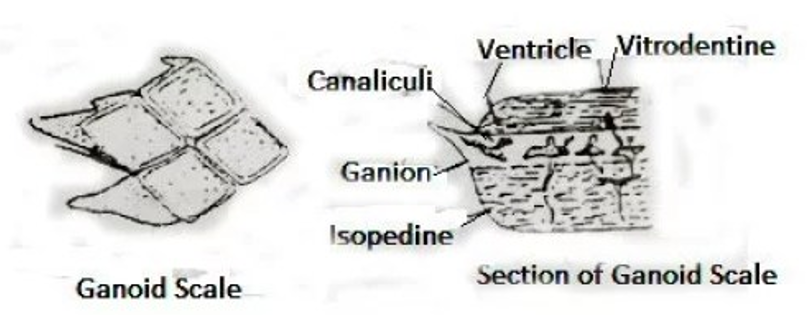 Ventricle
Vitrodentine
Canaliculi
Ganion
Isopedine
Ganoid Scale
Section of Ganoid Scale